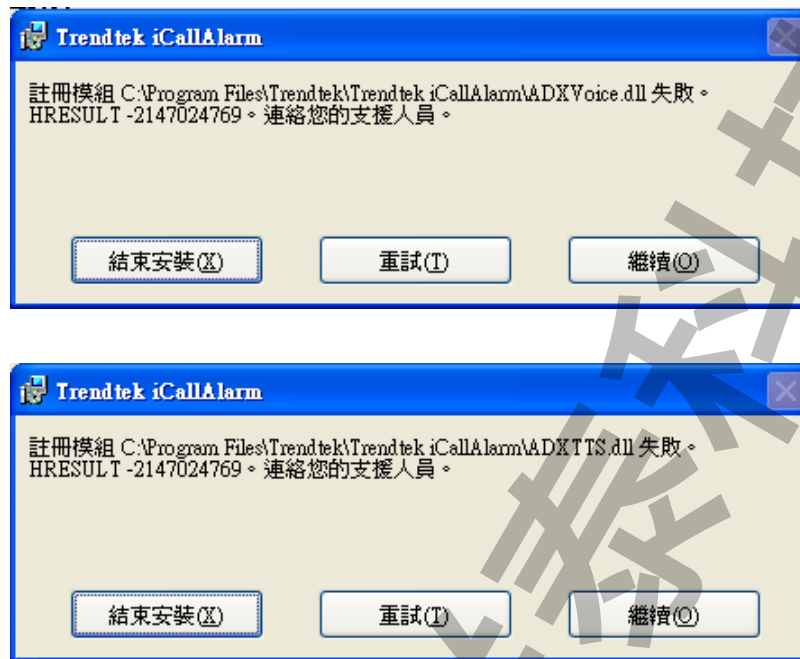 Trendtek iCallAlarm
註冊模組 C:\Program Files\Trendtek\Trendtek iCallAlarm\ADXVoice.dll 失敗。
HRESULT -2147024769。連絡您的支援人員。
結束安裝(X)
重試(T)
繼續(O)
Trendtek iCallAlarm
註冊模組 C:\Program Files\Trendtek\Trendtek iCallAlarm\ADXTTS.dll 失敗。
HRESULT -2147024769。連絡您的支援人員。
結束安裝(X)
重試(T)
繼續(O)
泰科